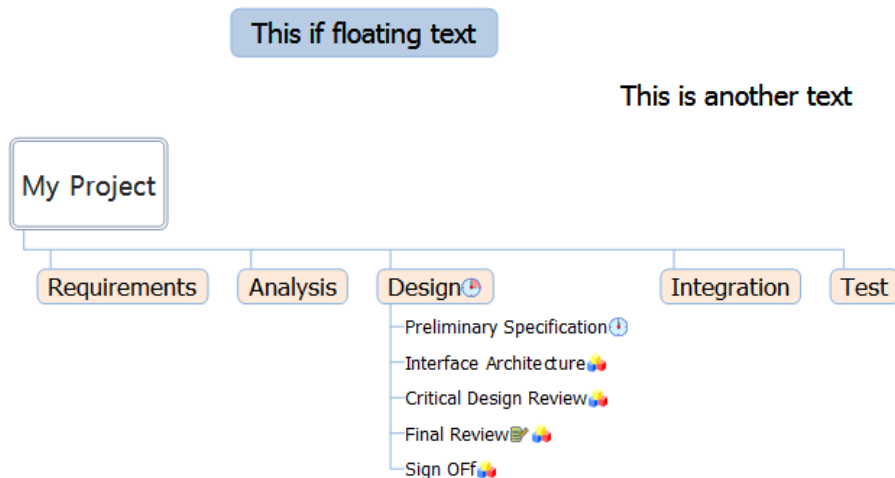 This if floating text
This is another text
My Project
Requirements
Analysis
Design
Integration
Test
Preliminary Specification
Interface Architecture
Critical Design Review
Final Review
Sign OFf